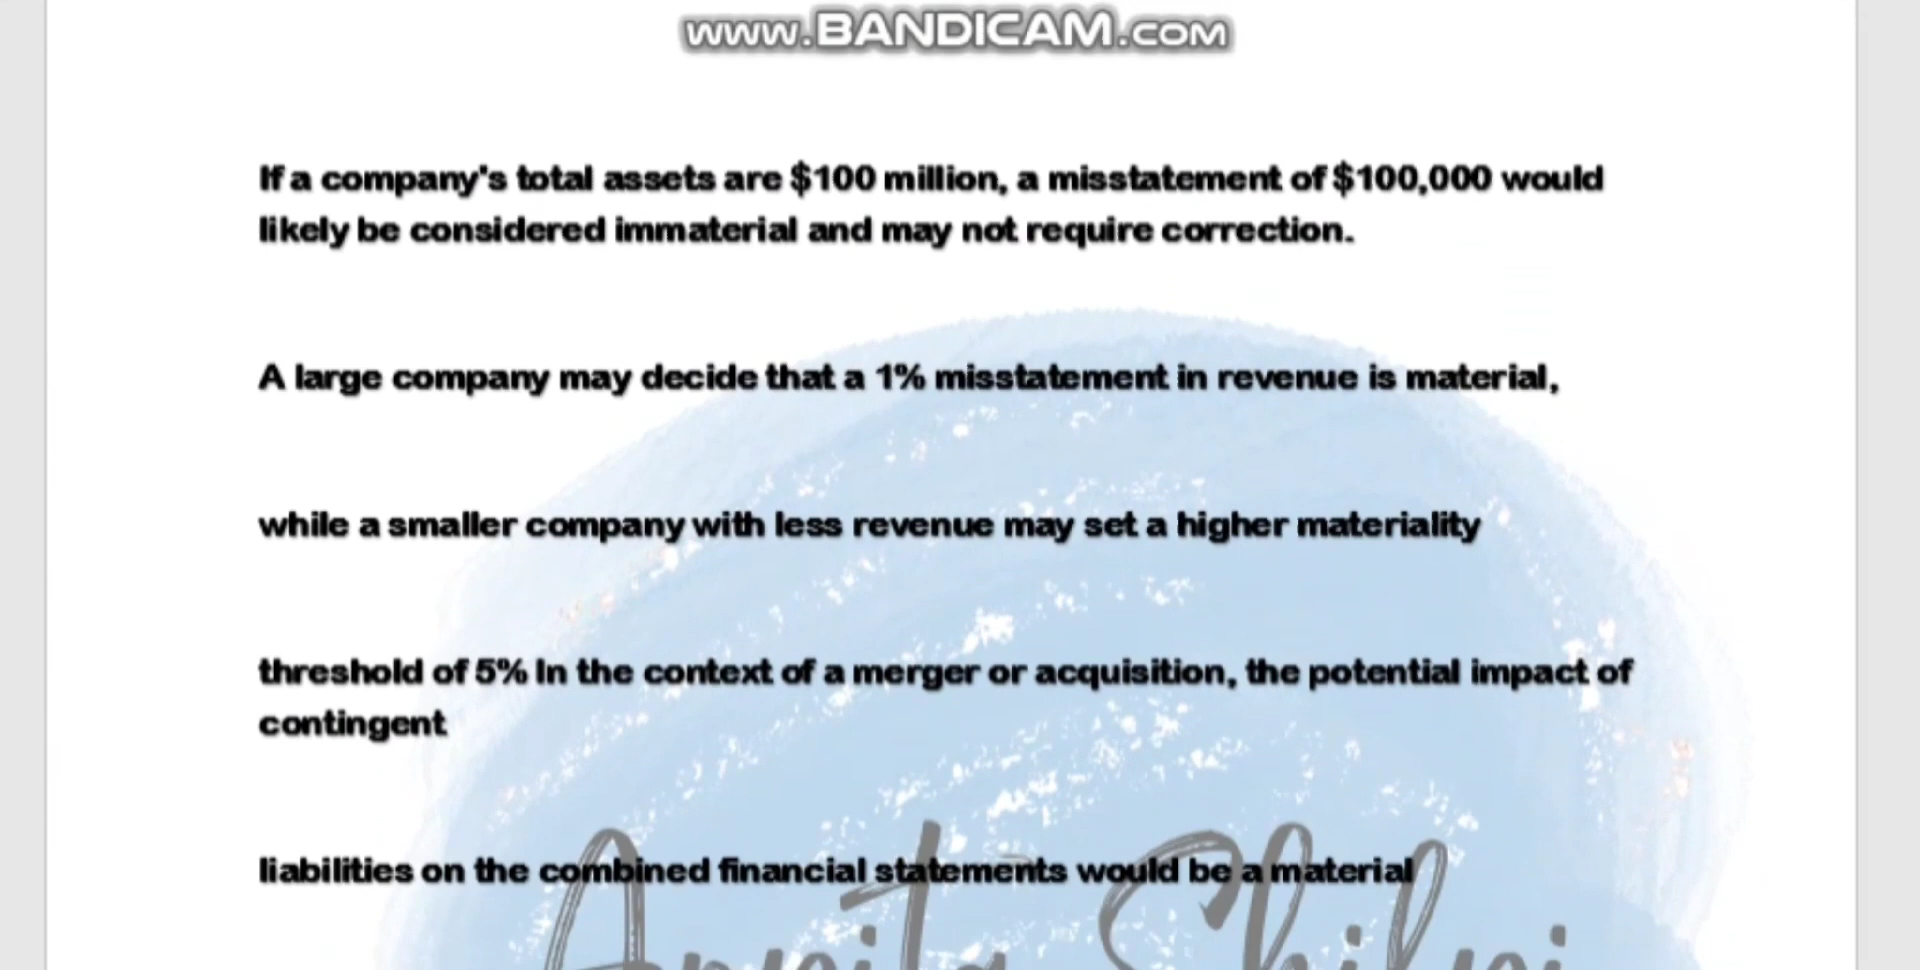 www.BANDICAM.COM
If a company's total assets are $100 million, a misstatement of $100,000 would
likely be considered immaterial and may not require correction.
A large company may decide that a 1% misstatement in revenue is material,
while a smaller company with less revenue may set a higher materiality
threshold of 5% In the context of a merger or acquisition, the potential impact of
contingent
liabilities on the combined financial statements would be a material